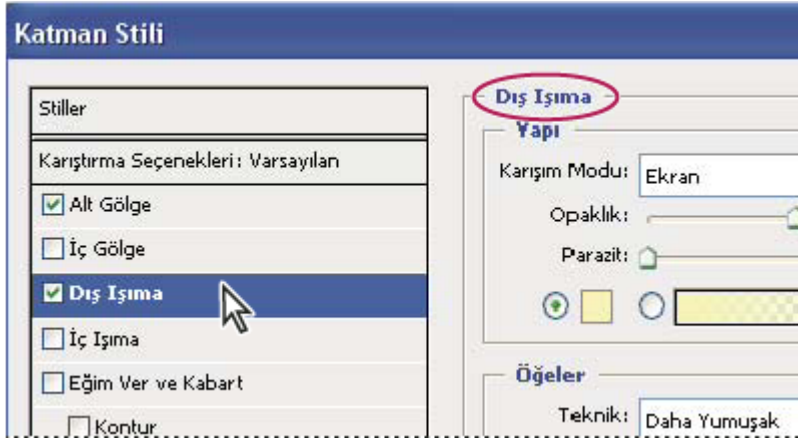 Katman Stili
Stiller
Karıştırma Seçenekleri: Varsayılan
Alt Gölge
İç Gölge
Dış Işıma
İç Işıma
Eğim Ver ve Kabart
Kontur
Dış Işıma
Yapı
Karışım Modu: Ekran
Opaklık:
Parazit:
Öğeler
Teknik: Daha Yumuşak